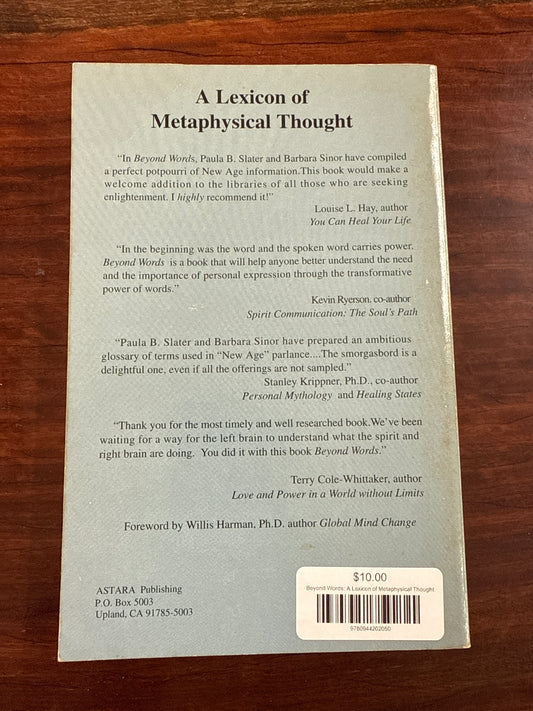 A Lexicon of
Metaphysical Thought
"In Beyond Words, Paula B. Slater and Barbara Sinor have compiled
a perfect potpourri of New Age information.This book would make a
welcome addition to the libraries of all those who are seeking
enlightenment. I highly recommend it!"
Louise L. Hay, author
You Can Heal Your Life
"In the beginning was the word and the spoken word carries power.
Beyond Words is a book that will help anyone better understand the need
and the importance of personal expression through the transformative
power of words."
Kevin Ryerson, co-author
Spirit Communication: The Soul's Path
"Paula B. Slater and Barbara Sinor have prepared an ambitious
glossary of terms used in "New Age" parlance....The smorgasbord is a
delightful one, even if all the offerings are not sampled."
Stanley Krippner, Ph.D., co-author
Personal Mythology and Healing States
"Thank you for the most timely and well researched book.We've been
waiting for a way for the left brain to understand what the spirit and
right brain are doing. You did it with this book Beyond Words."
Terry Cole-Whittaker, author
Love and Power in a World without Limits
Foreword by Willis Harman, Ph.D. author Global Mind Change
ASTARA Publishing
P.O. Box 5003
Upland, CA 91785-5003
$10.00
Beyond Words: A Lexicon of Metaphysical Thought
9780944202050